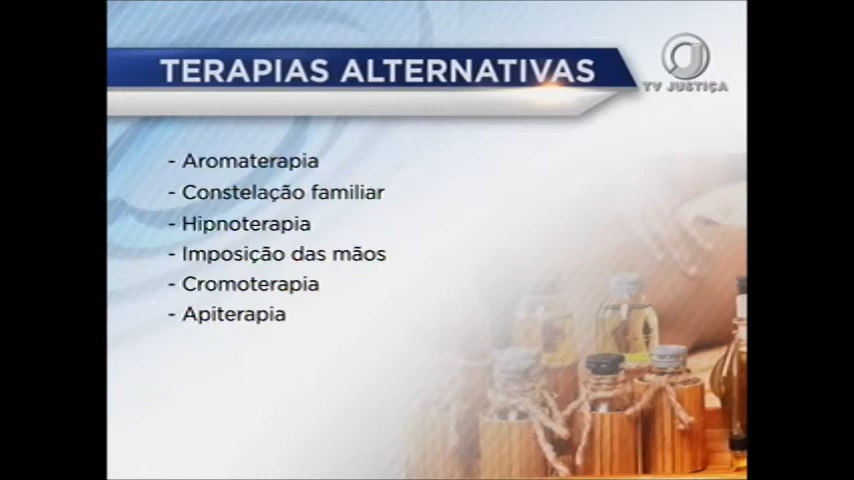 TERAPIAS ALTERNATIVAS
TV JUSTIÇA
- Aromaterapia
- Constelação familiar
- Hipnoterapia
- Imposição das mãos
- Cromoterapia
- Apiterapia